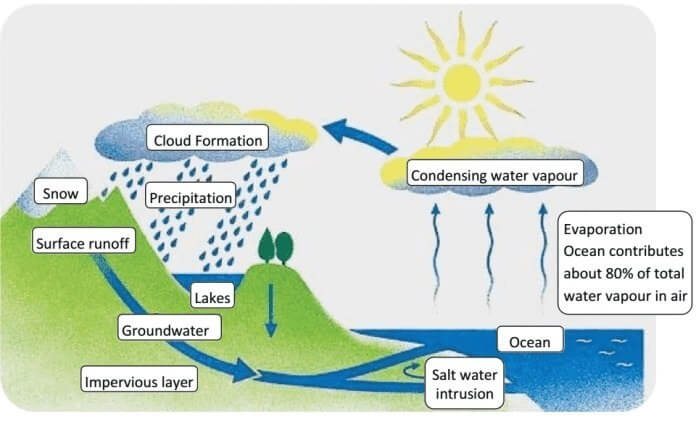 Cloud Formation
Condensing water vapour
Snow
Precipitation
Surface runoff
Evaporation
Ocean contributes
about 80% of total
water vapour in air
Lakes
Groundwater
Ocean
Impervious layer
Salt water
intrusion